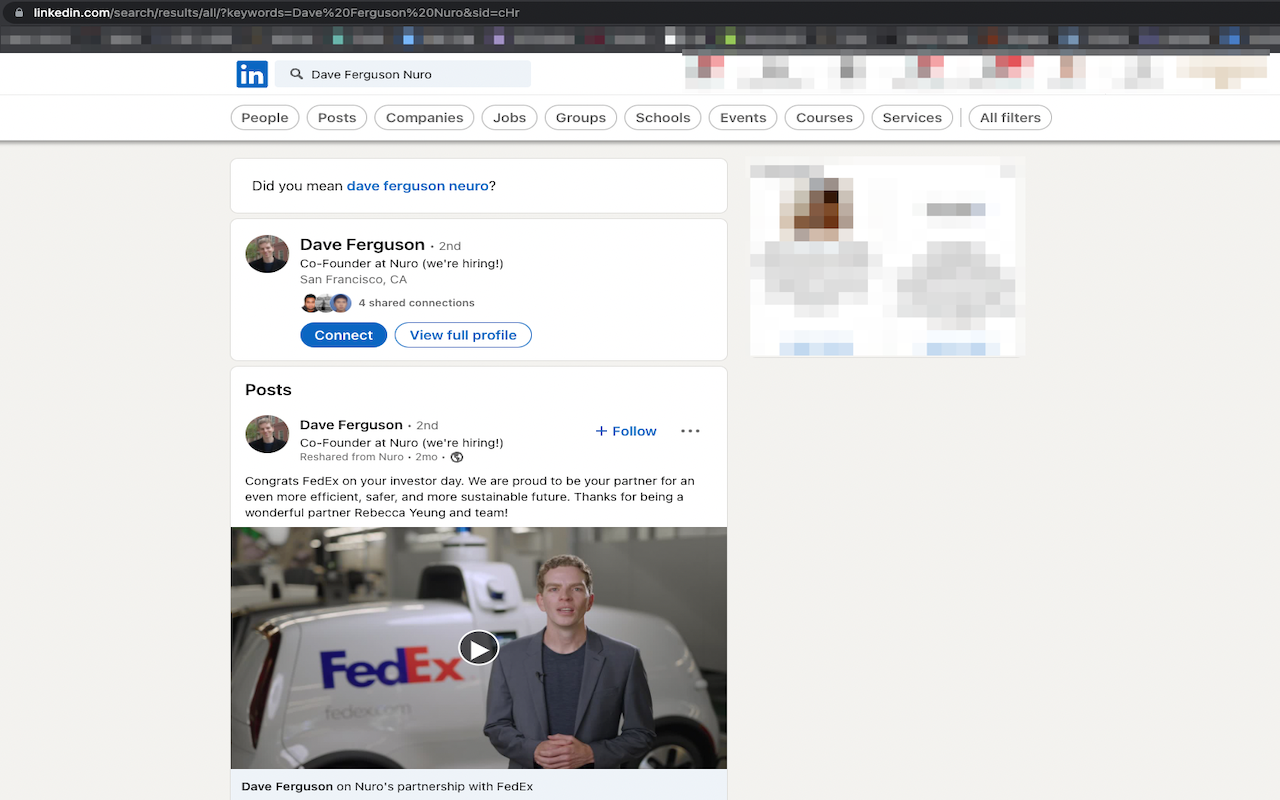 linkedin.com/search/results/all/?keywords=Dave%20Ferguson%20Nuro&sid=cHr
in
Dave Ferguson Nuro
People
Posts
Companies
Jobs
Groups
Schools
Events
Courses
Services
All filters
Did you mean dave ferguson neuro?
Dave Ferguson • 2nd
Co-Founder at Nuro (we're hiring!)
San Francisco, CA
4 shared connections
Connect
View full profile
Posts
Dave Ferguson • 2nd
Co-Founder at Nuro (we're hiring!)
Reshared from Nuro • 2mo •
+ Follow
Congrats FedEx on your investor day. We are proud to be your partner for an
even more efficient, safer, and more sustainable future. Thanks for being a
wonderful partner Rebecca Yeung and team!
FedEx
fedex.com
Dave Ferguson on Nuro's partnership with FedEx